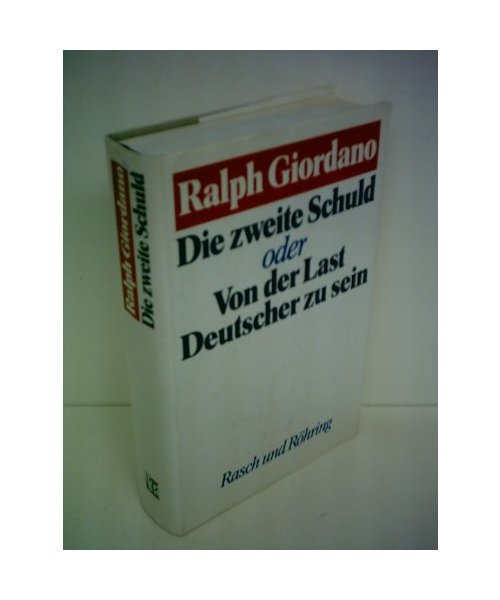 Ralph Giordano
Die zweite Schuld
Ralph Giordano
Die zweite Schuld
oder
Von der Last
Deutscher zu sein
Rasch und Röhring